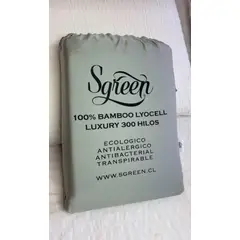 Sgreen
100% BAMBOO LYOCELL
LUXURY 300 HILOS
ECOLOGICO
ANTIALERGICO
ANTIBACTERIAL
TRANSPIRABLE
WWW.SGREEN.CL